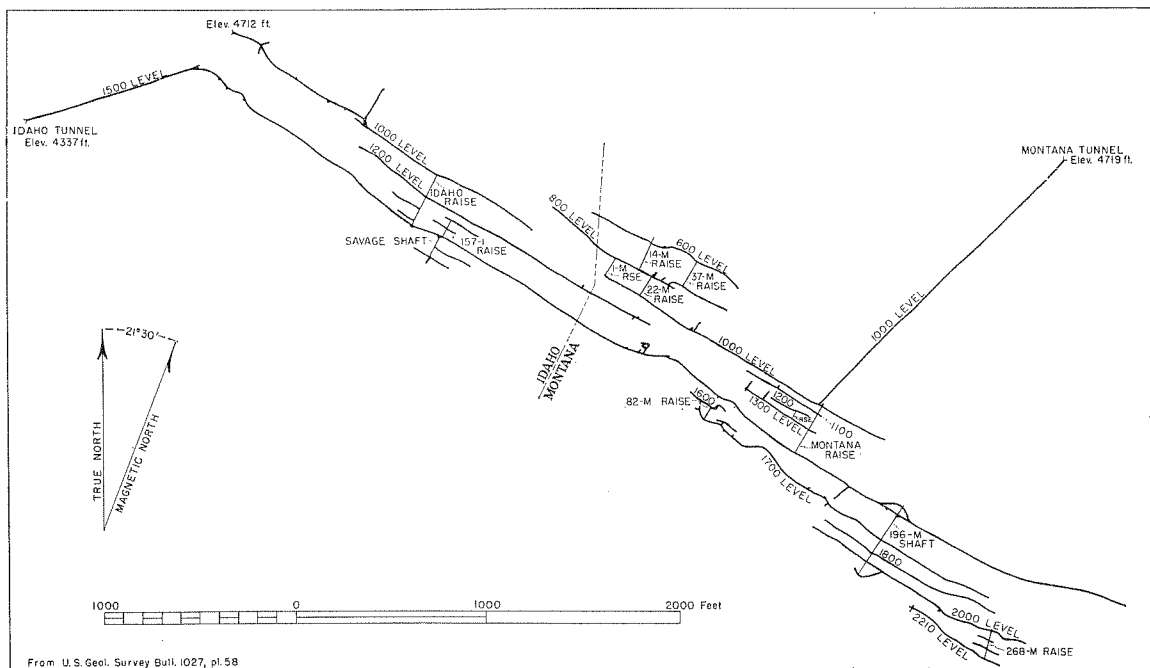 Elev. 4712 ft.
1500 LEVEL
IDAHO TUNNEL
Elev. 4337 ft.
1000 LEVEL
1200 LEVEL
IDAHO
RAISE
SAVAGE SHAFT
157-I
RAISE
800 LEVEL
600 LEVEL
14-M
RAISE
1-M
RSE
37-M
RAISE
22-M
RAISE
MONTANA TUNNEL
Elev. 4719 ft.
1000 LEVEL
1000 LEVEL
IDAHO
MONTANA
21°30'
TRUE NORTH
MAGNETIC NORTH
82-M RAISE
1600
1200
1300 LEVEL
RSE
1100
MONTANA
RAISE
1700 LEVEL
196-M
SHAFT
1800
2000 LEVEL
2210 LEVEL
268-M RAISE
1000 0 1000 2000 Feet
From U.S. Geol. Survey Bull. 1027, pl. 58